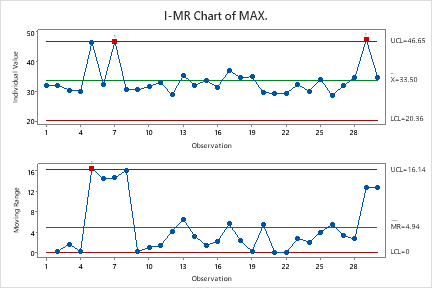 I-MR Chart of MAX.
50
40
30
20
Individual Value
UCL=46.65
X=33.50
LCL=20.36
1 4 7 10 13 16 19 22 25 28
Observation
16
12
8
4
0
Moving Range
UCL=16.14
MR=4.94
LCL=0
1 4 7 10 13 16 19 22 25 28
Observation